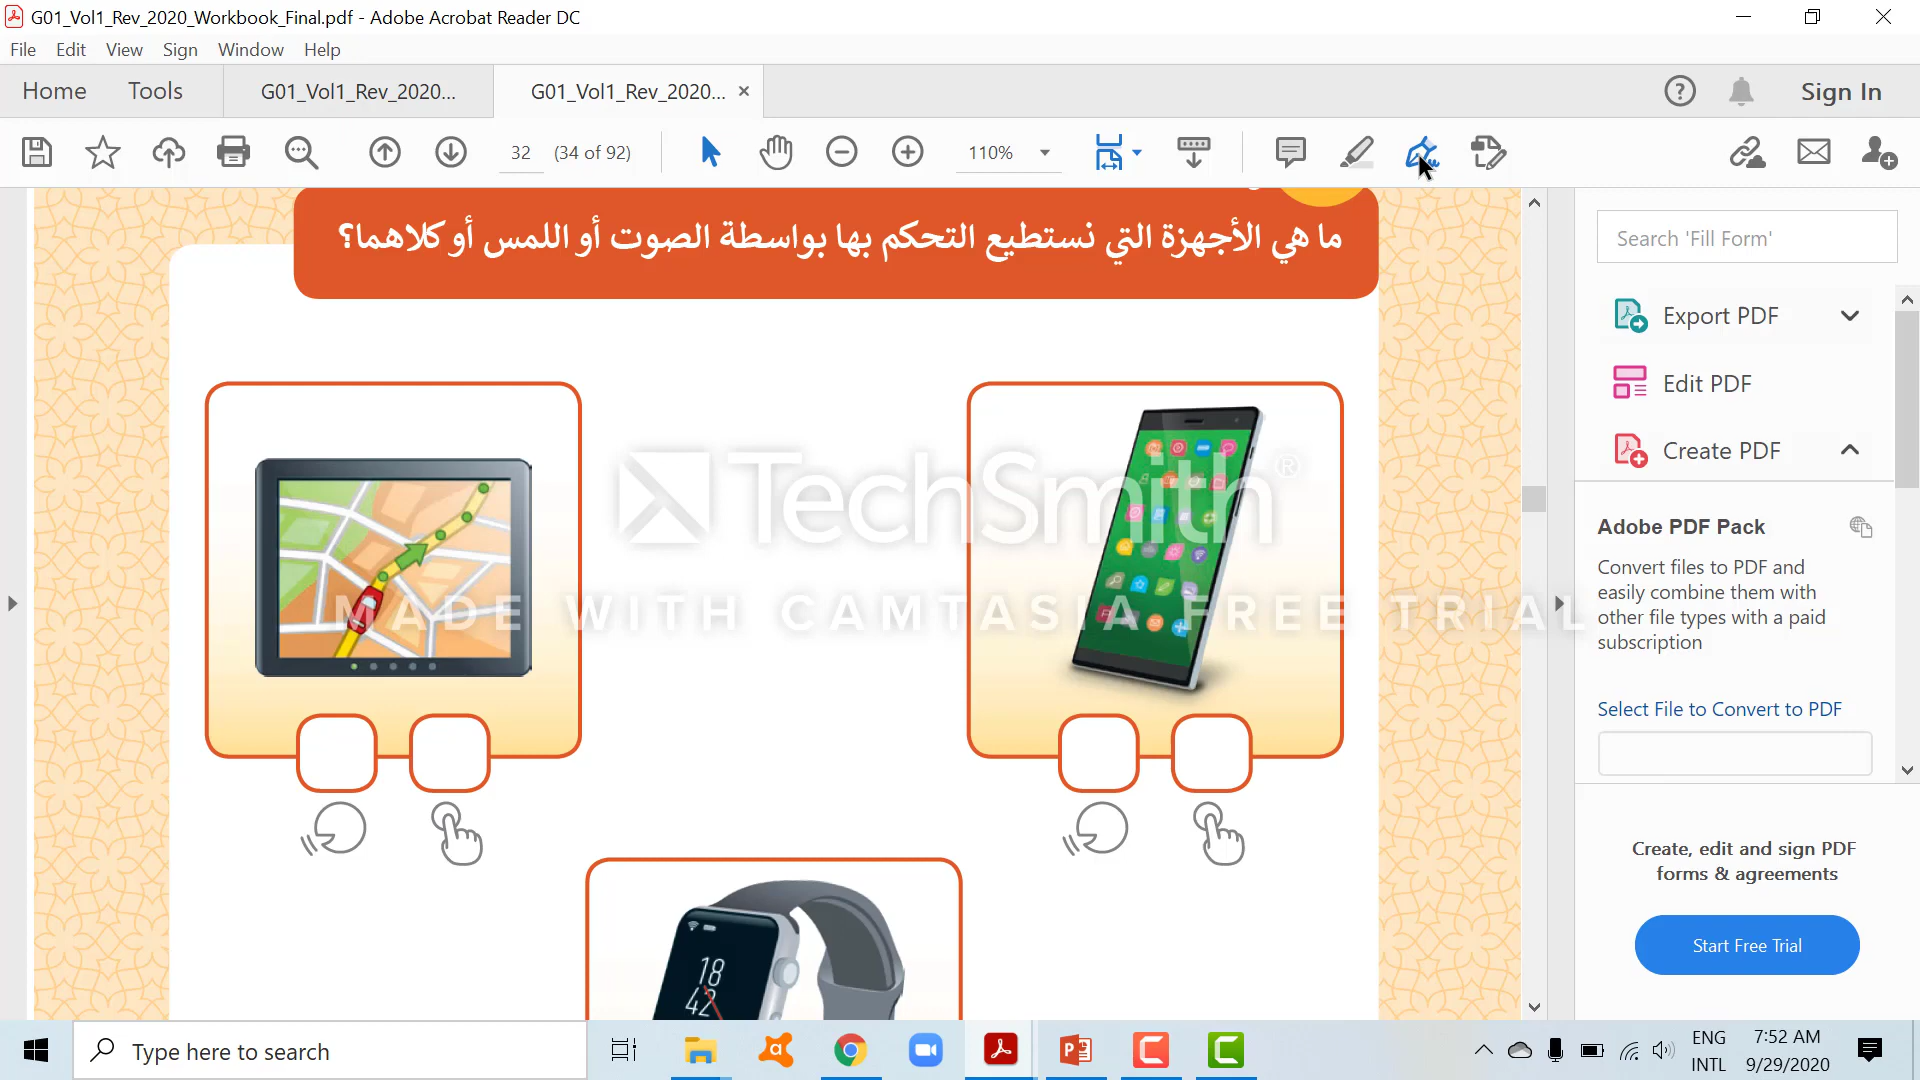 G01_Vol1_Rev_2020_Workbook_Final.pdf - Adobe Acrobat Reader DC
File Edit View Sign Window Help
Home Tools G01_Vol1_Rev_2020... G01_Vol1_Rev_2020... Sign In
32 (34 of 92) 110%
ما هي الأجهزة التي نستطيع التحكم بها بواسطة الصوت أو اللمس أو كلاهما؟
TechSmith®
MADE WITH CAMTASIA FREE TRIAL
18
42
Search 'Fill Form'
Export PDF
Edit PDF
Create PDF
Adobe PDF Pack
Convert files to PDF and
easily combine them with
other file types with a paid
subscription
Select File to Convert to PDF
Create, edit and sign PDF
forms & agreements
Start Free Trial
Type here to search
ENG
INTL
7:52 AM
9/29/2020